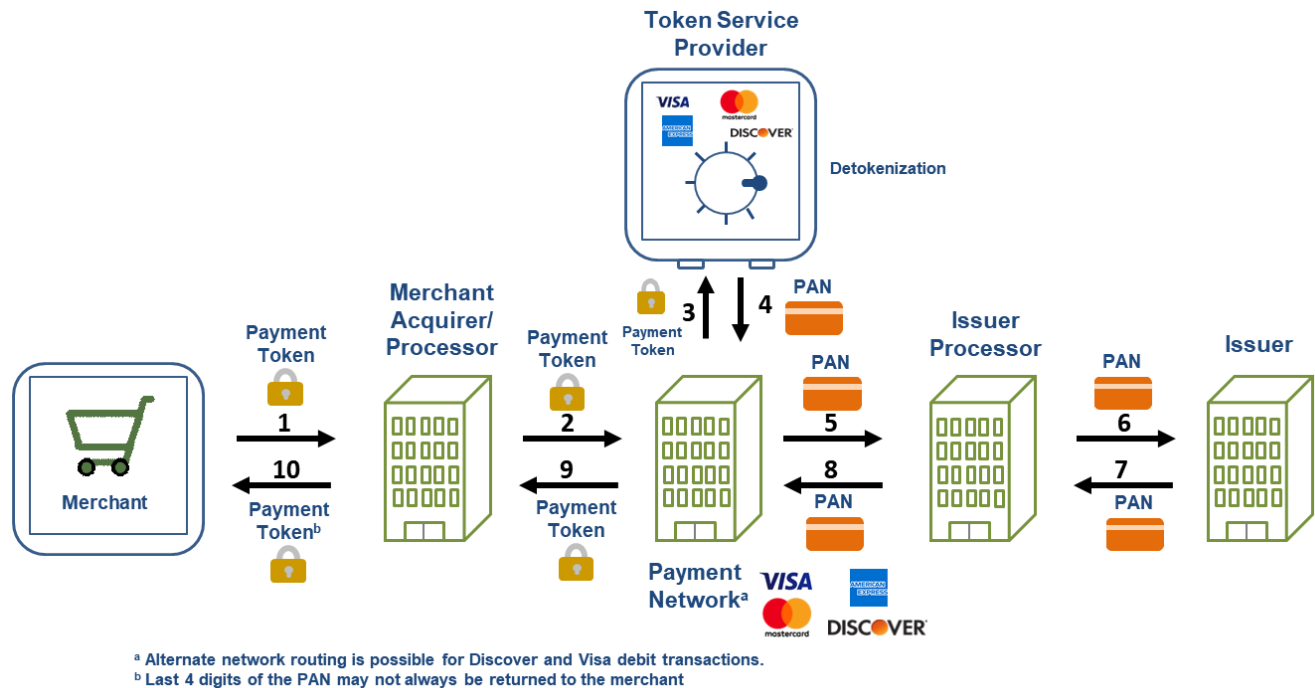 Token Service
Provider
VISA
mastercard
AMERICAN
EXPRESS
DISCOVER
Detokenization
Merchant
Acquirer/
Processor
Payment
Token
3
4
PAN
Payment
Token
Payment
Token
Issuer
Processor
Issuer
PAN
PAN
1
2
5
6
10
9
8
7
Merchant
Payment
Tokenᵇ
Payment
Token
PAN
PAN
Payment
Networkᵃ
VISA
AMERICAN
EXPRESS
mastercard
DISCOVER
ᵃ Alternate network routing is possible for Discover and Visa debit transactions.
ᵇ Last 4 digits of the PAN may not always be returned to the merchant